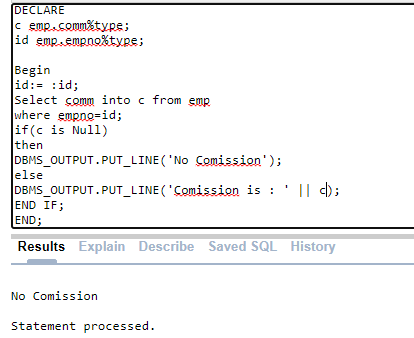 DECLARE
c emp.comm%type;
id emp.empno%type;
Begin
id:= :id;
Select comm into c from emp
where empno=id;
if(c is Null)
then
DBMS_OUTPUT.PUT_LINE('No Comission');
else
DBMS_OUTPUT.PUT_LINE('Comission is : ' || c);
END IF;
END;
Results Explain Describe Saved SQL History
No Comission
Statement processed.